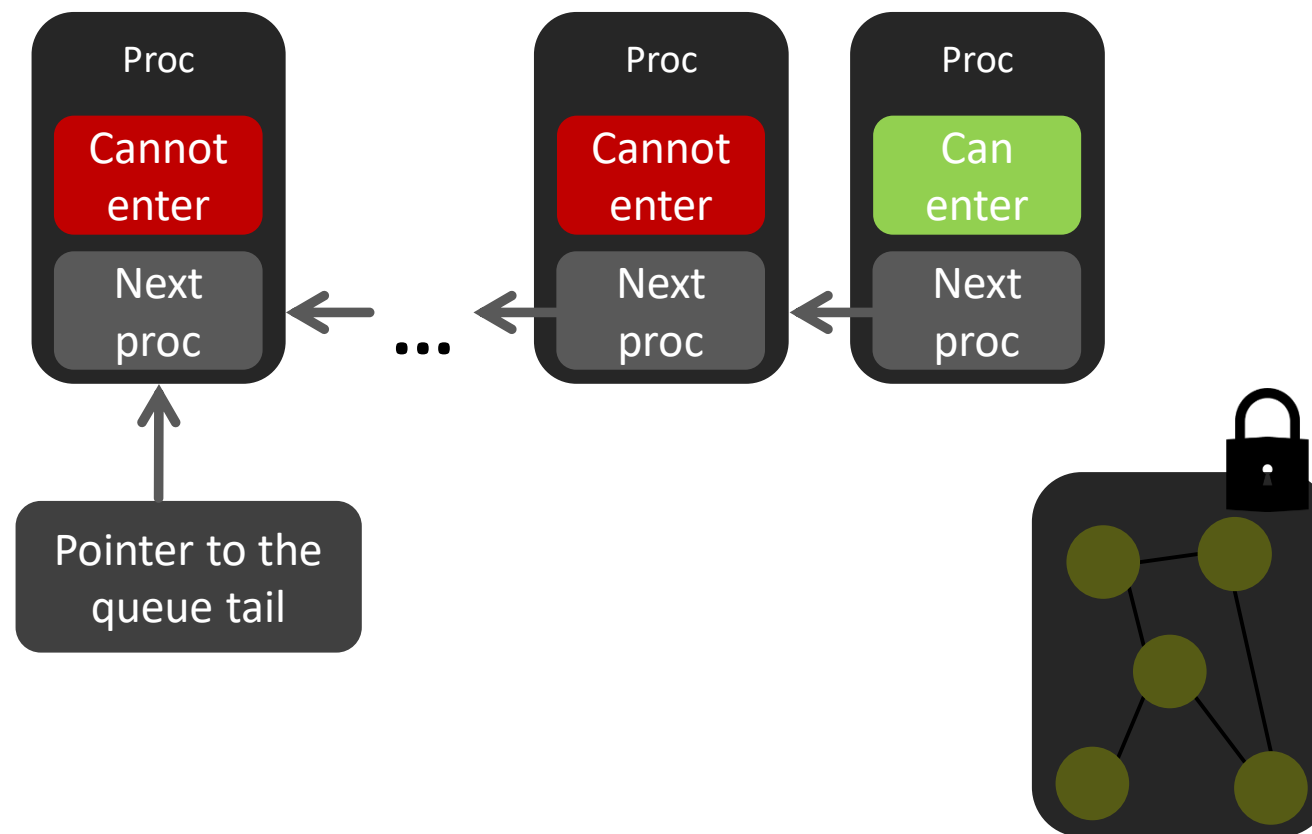 Proc
Cannot
enter
Next
proc
...
Proc
Cannot
enter
Next
proc
Proc
Can
enter
Next
proc
Pointer to the
queue tail